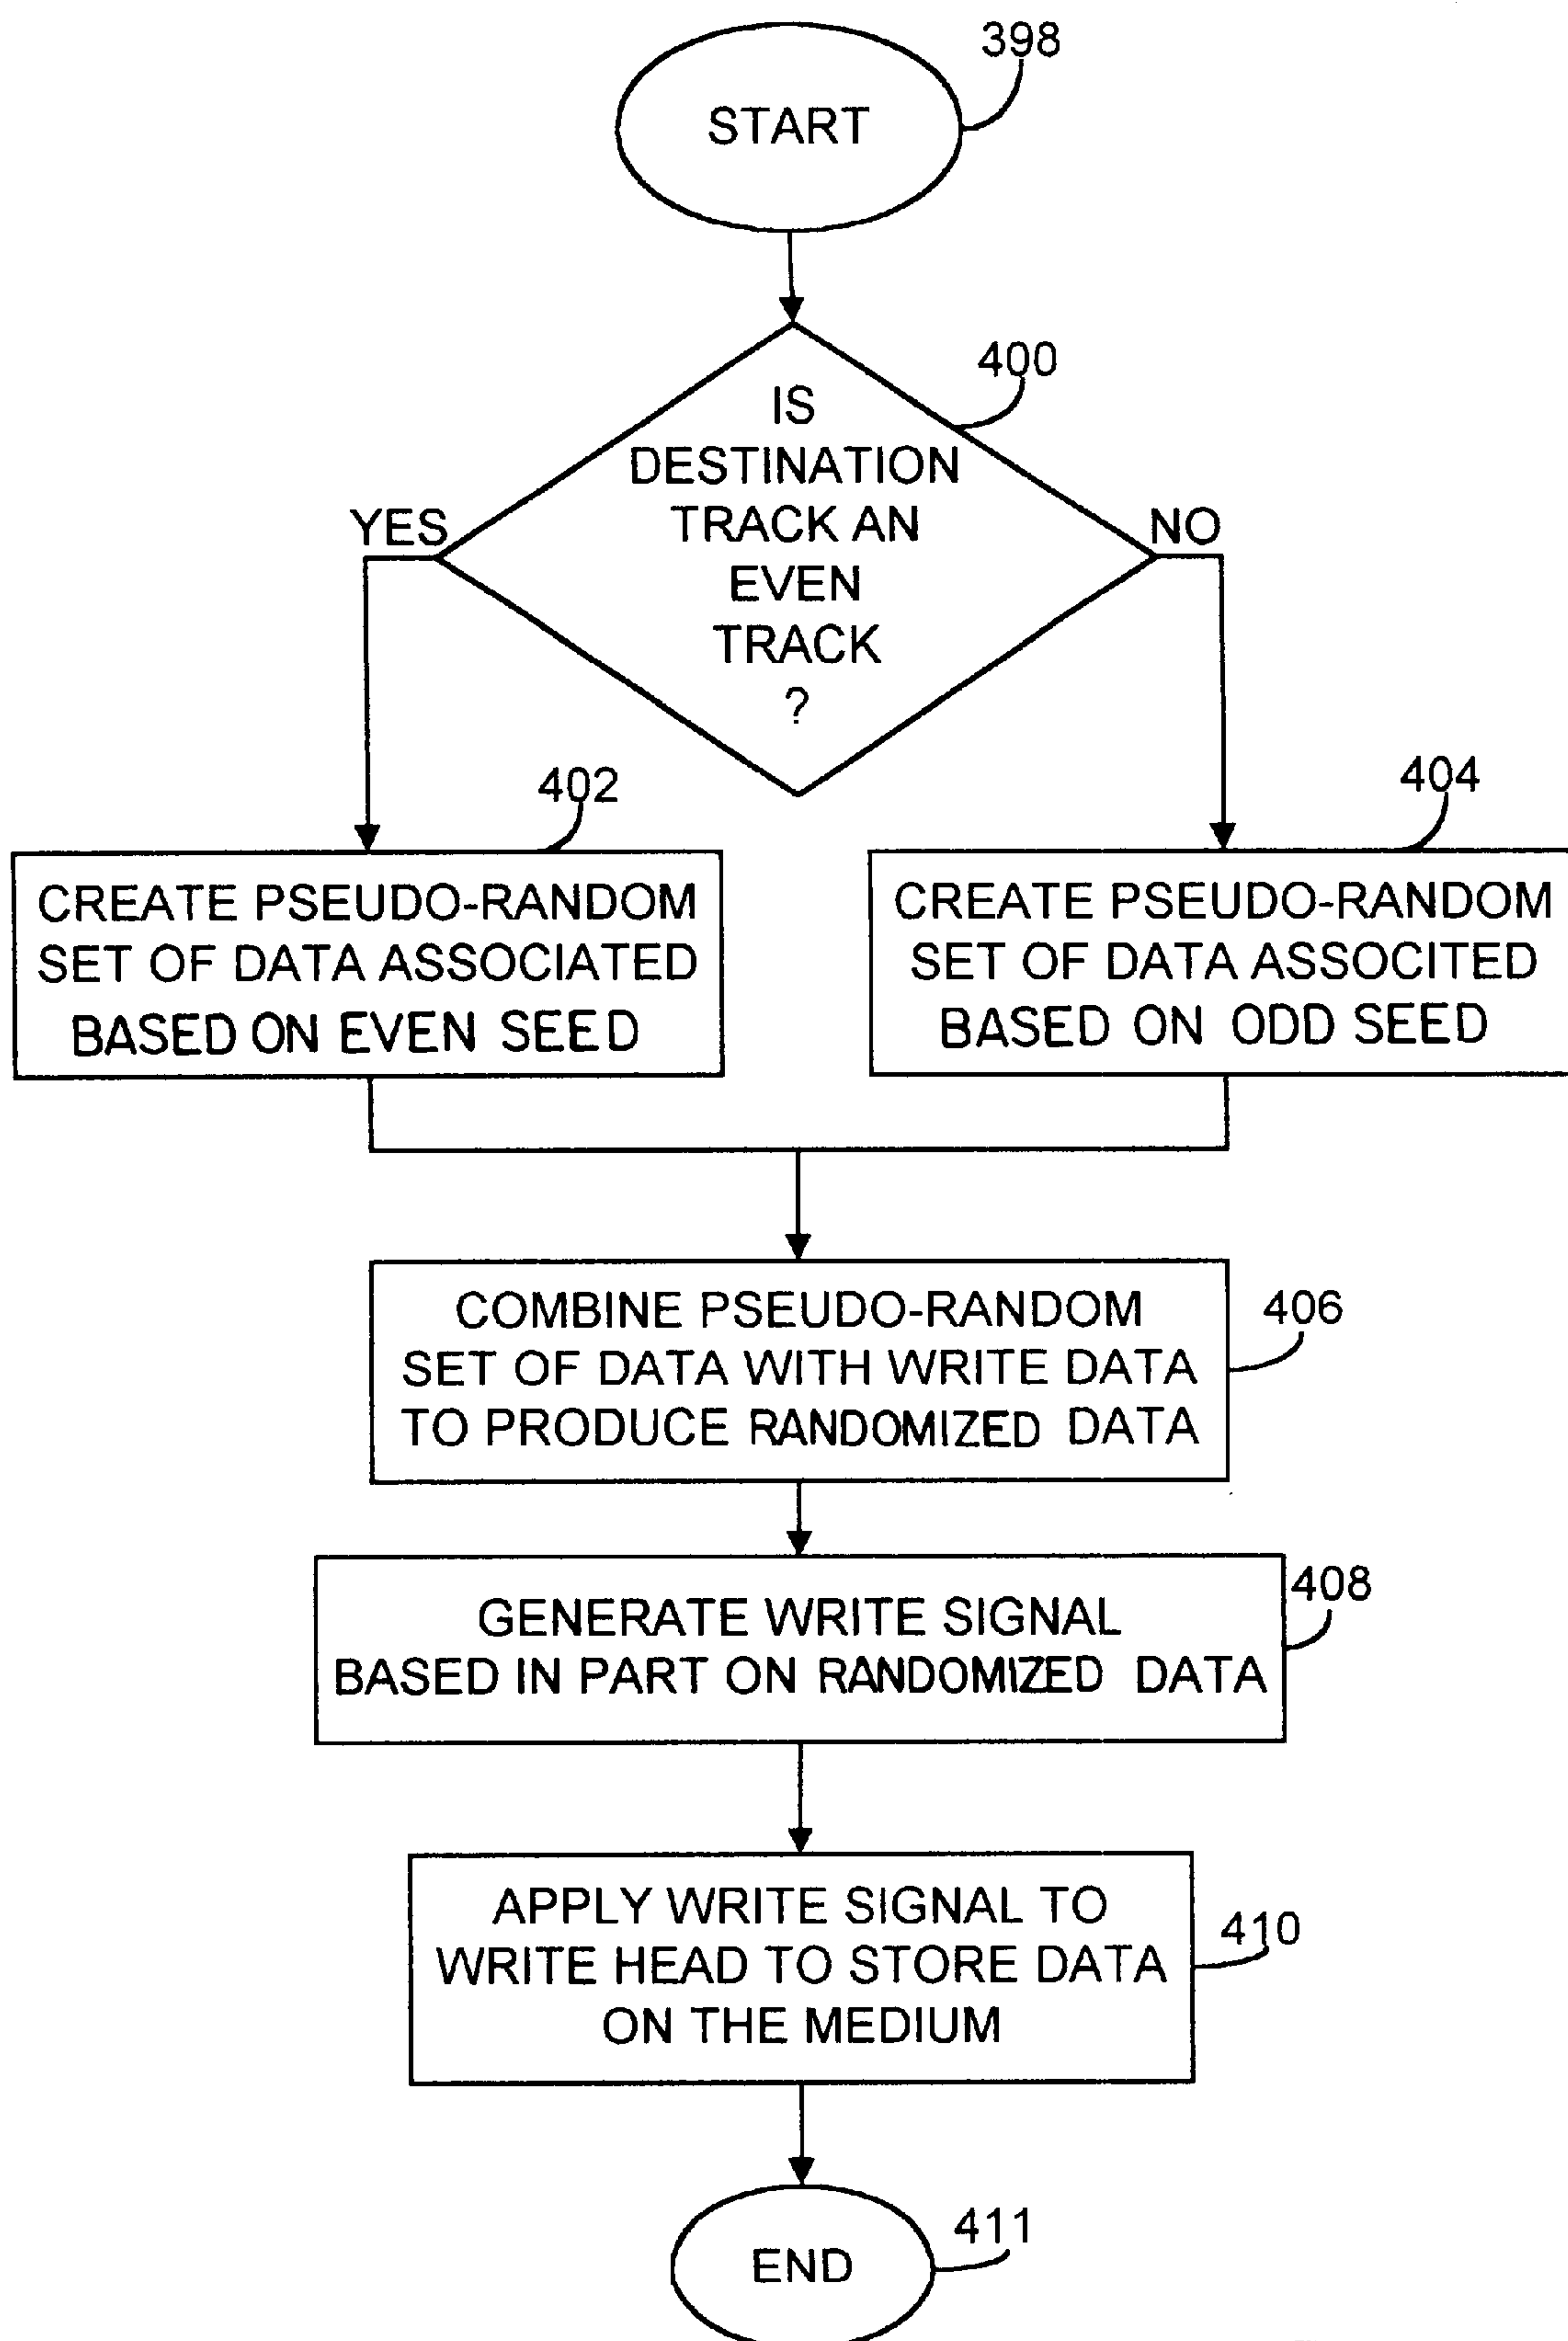 398
START
400
IS
DESTINATION
TRACK AN
EVEN
TRACK
?
YES
NO
402
404
CREATE PSEUDO-RANDOM
SET OF DATA ASSOCIATED
BASED ON EVEN SEED
CREATE PSEUDO-RANDOM
SET OF DATA ASSOCITED
BASED ON ODD SEED
COMBINE PSEUDO-RANDOM
SET OF DATA WITH WRITE DATA
TO PRODUCE RANDOMIZED DATA
406
GENERATE WRITE SIGNAL
BASED IN PART ON RANDOMIZED DATA
408
APPLY WRITE SIGNAL TO
WRITE HEAD TO STORE DATA
ON THE MEDIUM
410
END
411